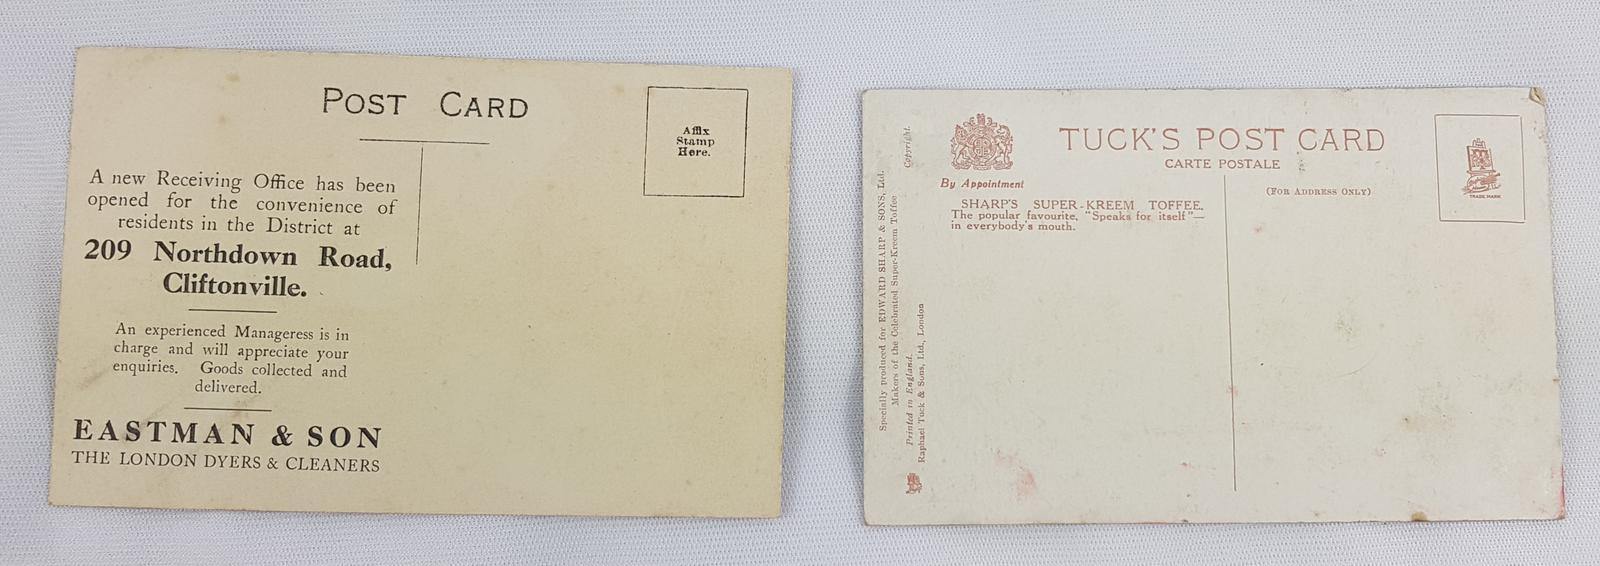 POST CARD
Affix
Stamp
Here.
A new Receiving Office has been
opened for the convenience of
residents in the District at
209 Northdown Road,
Cliftonville.
An experienced Manageress is in
charge and will appreciate your
enquiries. Goods collected and
delivered.
EASTMAN & SON
THE LONDON DYERS & CLEANERS
TUCK'S POST CARD
CARTE POSTALE
By Appointment
(FOR ADDRESS ONLY)
TRADE MARK
SHARP'S SUPER-KREEM TOFFEE.
The popular favourite. "Speaks for itself"—
in everybody's mouth.
Specially produced for EDWARD SHARP & SONS, Ltd.
Makers of the Celebrated Super-Kreem Toffee
Copyright.
Printed in England.
Raphael Tuck & Sons, Ltd., London